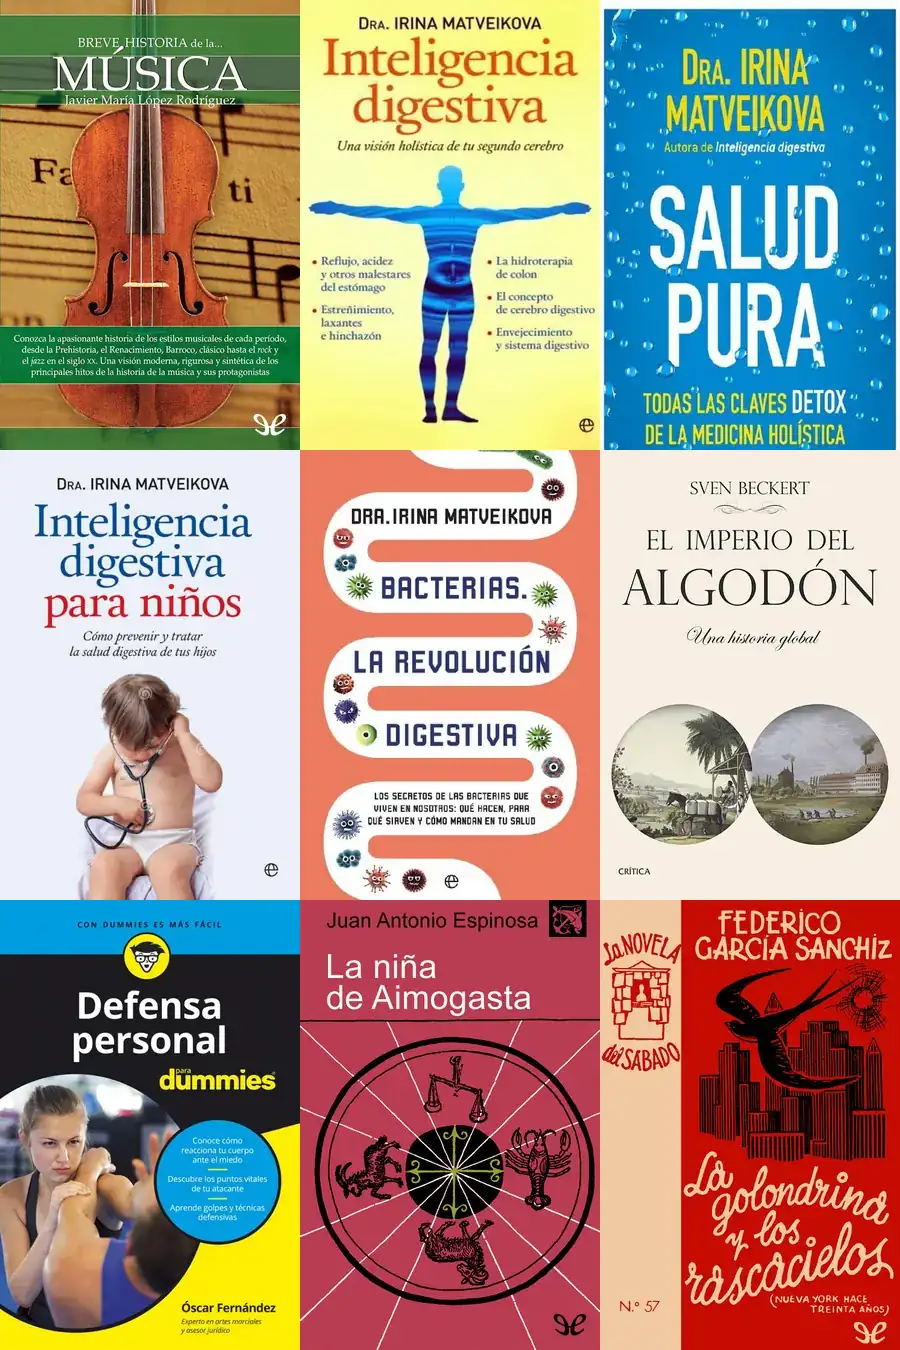 BREVE HISTORIA de la...
MÚSICA
Javier María López Rodríguez
Fa
ti
Conozca la apasionante historia de los estilos musicales de cada período,
desde la Prehistoria, el Renacimiento, Barroco, clásico hasta el rock y
el jazz en el siglo XX. Una visión moderna, rigurosa y sintética de los
principales hitos de la historia de la música y sus protagonistas
DRA. IRINA MATVEIKOVA
Inteligencia
digestiva
Una visión holística de tu segundo cerebro
• Reflujo, acidez
y otros malestares
del estómago
• Estreñimiento,
laxantes
e hinchazón
• La hidroterapia
de colon
• El concepto
de cerebro digestivo
• Envejecimiento
y sistema digestivo
DRA. IRINA
MATVEIKOVA
Autora de Inteligencia digestiva
SALUD
PURA
TODAS LAS CLAVES DETOX
DE LA MEDICINA HOLÍSTICA
DRA. IRINA MATVEIKOVA
Inteligencia
digestiva
para niños
Cómo prevenir y tratar
la salud digestiva de tus hijos
DRA. IRINA MATVEIKOVA
BACTERIAS.
LA REVOLUCIÓN
DIGESTIVA
LOS SECRETOS DE LAS BACTERIAS QUE
VIVEN EN NOSOTROS: QUÉ HACEN, PARA
QUÉ SIRVEN Y CÓMO MANDAN EN TU SALUD
SVEN BECKERT
EL IMPERIO DEL
ALGODÓN
Una historia global
CRÍTICA
CON DUMMIES ES MÁS FÁCIL
Defensa
personal
para
dummies
Conoce cómo
reacciona tu cuerpo
ante el miedo
Descubre los puntos vitales
de tu atacante
Aprende golpes y técnicas
defensivas
Óscar Fernández
Experto en artes marciales
y asesor jurídico
Juan Antonio Espinosa
La niña
de Aimogasta
La NOVELA
del SÁBADO
N.º 57
FEDERICO
GARCÍA SANCHIZ
La
golondrina
y los
rascacielos
(NUEVA YORK HACE
TREINTA AÑOS)